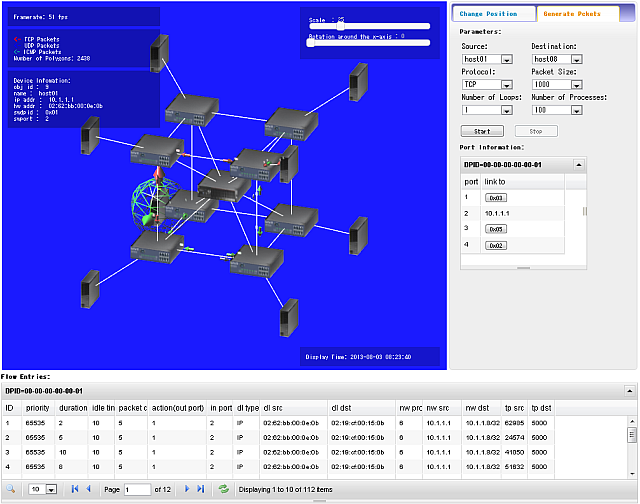 Framerate: 51 fps
<- TCP Packets
UDP Packets
<- ICMP Packets
Number of Polygons: 2438
Device Infomation:
obj id : 9
name : host01
ip addr : 10.1.1.1
hw addr : 02:62:bb:00:0e:0b
swdpid : 0x01
swport : 2
Scale : 25
Rotation around the x-axis : 0
Display Time: 2013-08-03 08:23:40
Change Position
Generate Pckets
Parameters:
Source: Destination:
host01 host08
Protocol: Packet Size:
TCP 1000
Number of Loops: Number of Processes:
1 100
Start Stop
Port Information:
DPID=00-00-00-00-00-01
port link to
1 0x03
2 10.1.1.1
3 0x05
4 0x02
Flow Entries:
DPID=00-00-00-00-00-01
ID priority duration idle tin packet c action(out port) in port dl type dl src dl dst nw prc nw src nw dst tp src tp dst
1 65535 2 10 5 1 2 IP 02:62:bb:00:0e:0b 02:19:cf:00:15:0b 6 10.1.1.1 10.1.1.8/32 62985 5000
2 65535 5 10 5 1 2 IP 02:62:bb:00:0e:0b 02:19:cf:00:15:0b 6 10.1.1.1 10.1.1.8/32 24574 5000
3 65535 10 10 5 1 2 IP 02:62:bb:00:0e:0b 02:19:cf:00:15:0b 6 10.1.1.1 10.1.1.8/32 41050 5000
4 65535 8 10 5 1 2 IP 02:62:bb:00:0e:0b 02:19:cf:00:15:0b 6 10.1.1.1 10.1.1.8/32 51632 5000
10 Page 1 of 12 Displaying 1 to 10 of 112 items